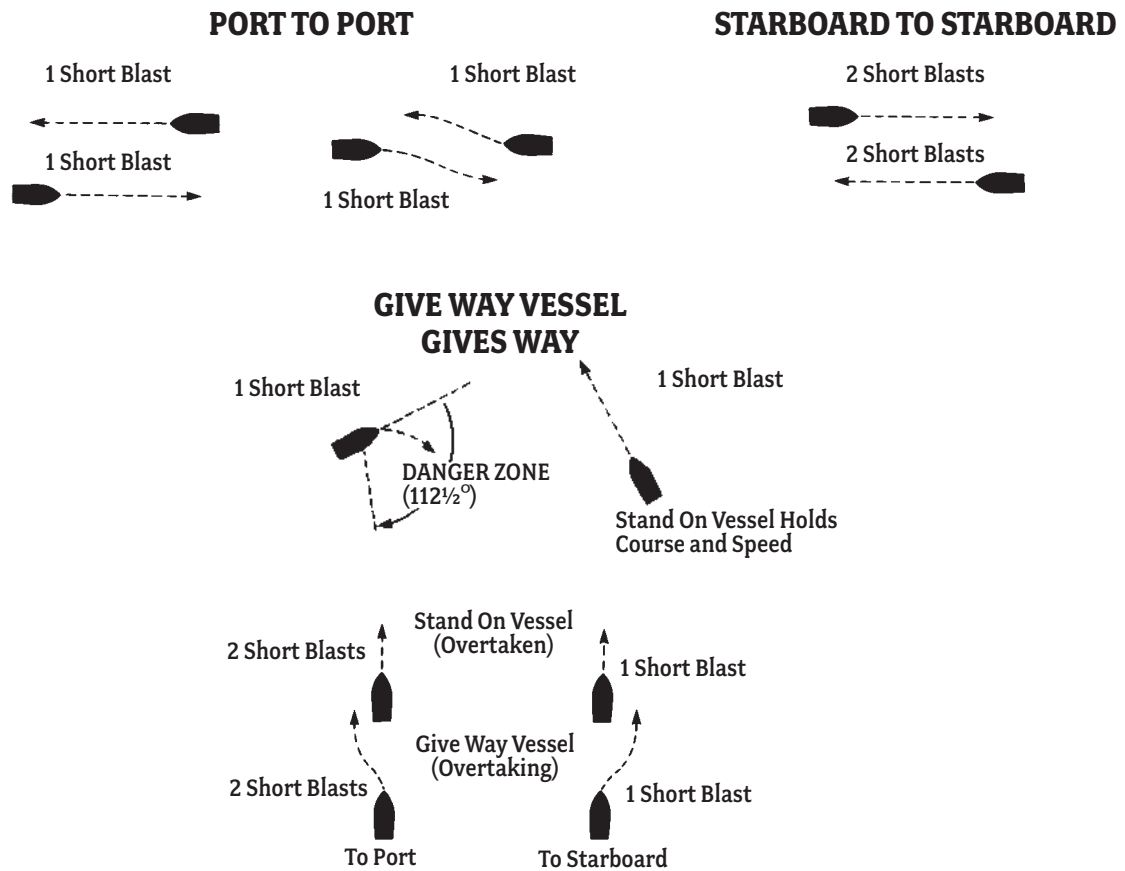 PORT TO PORT
STARBOARD TO STARBOARD
1 Short Blast
1 Short Blast
2 Short Blasts
1 Short Blast
2 Short Blasts
1 Short Blast
GIVE WAY VESSEL
GIVES WAY
1 Short Blast
1 Short Blast
DANGER ZONE
(112½°)
Stand On Vessel Holds
Course and Speed
2 Short Blasts
Stand On Vessel
(Overtaken)
1 Short Blast
Give Way Vessel
(Overtaking)
2 Short Blasts
1 Short Blast
To Port
To Starboard